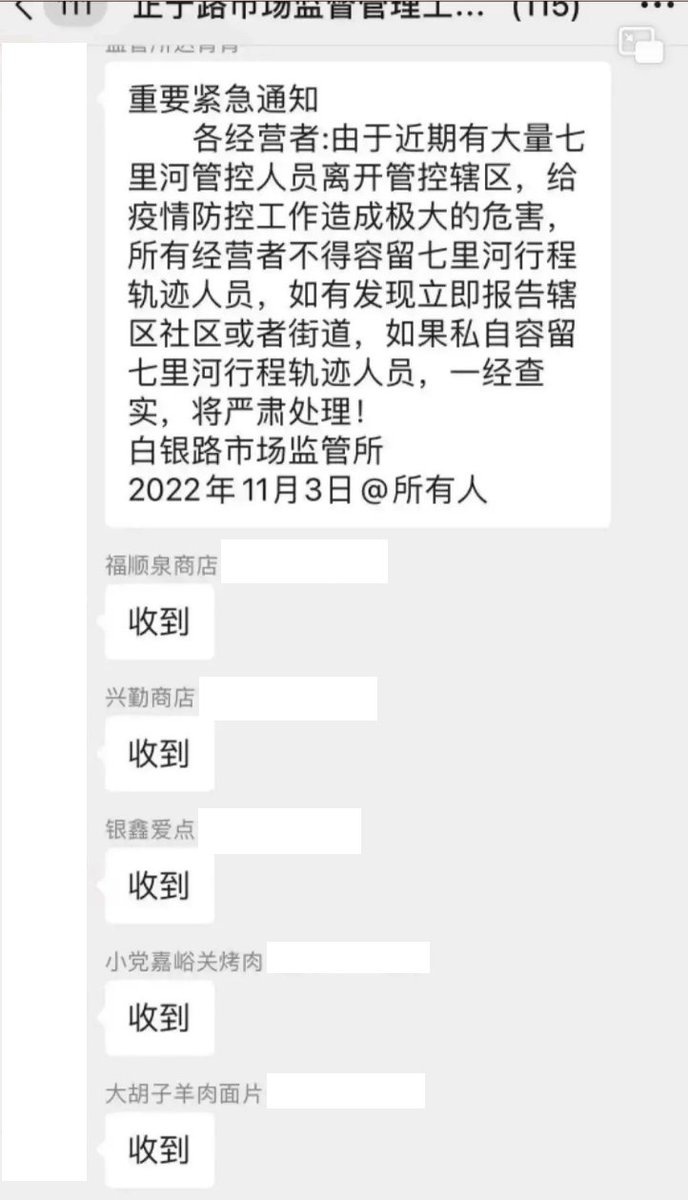 111 正宁路市场监督管理工... (115)
重要紧急通知
各经营者:由于近期有大量七
里河管控人员离开管控辖区，给
疫情防控工作造成极大的危害，
所有经营者不得容留七里河行程
轨迹人员，如有发现立即报告辖
区社区或者街道，如果私自容留
七里河行程轨迹人员，一经查
实，将严肃处理！
白银路市场监管所
2022年11月3日@所有人
福顺泉商店
收到
兴勤商店
收到
银鑫爱点
收到
小党嘉峪关烤肉
收到
大胡子羊肉面片
收到